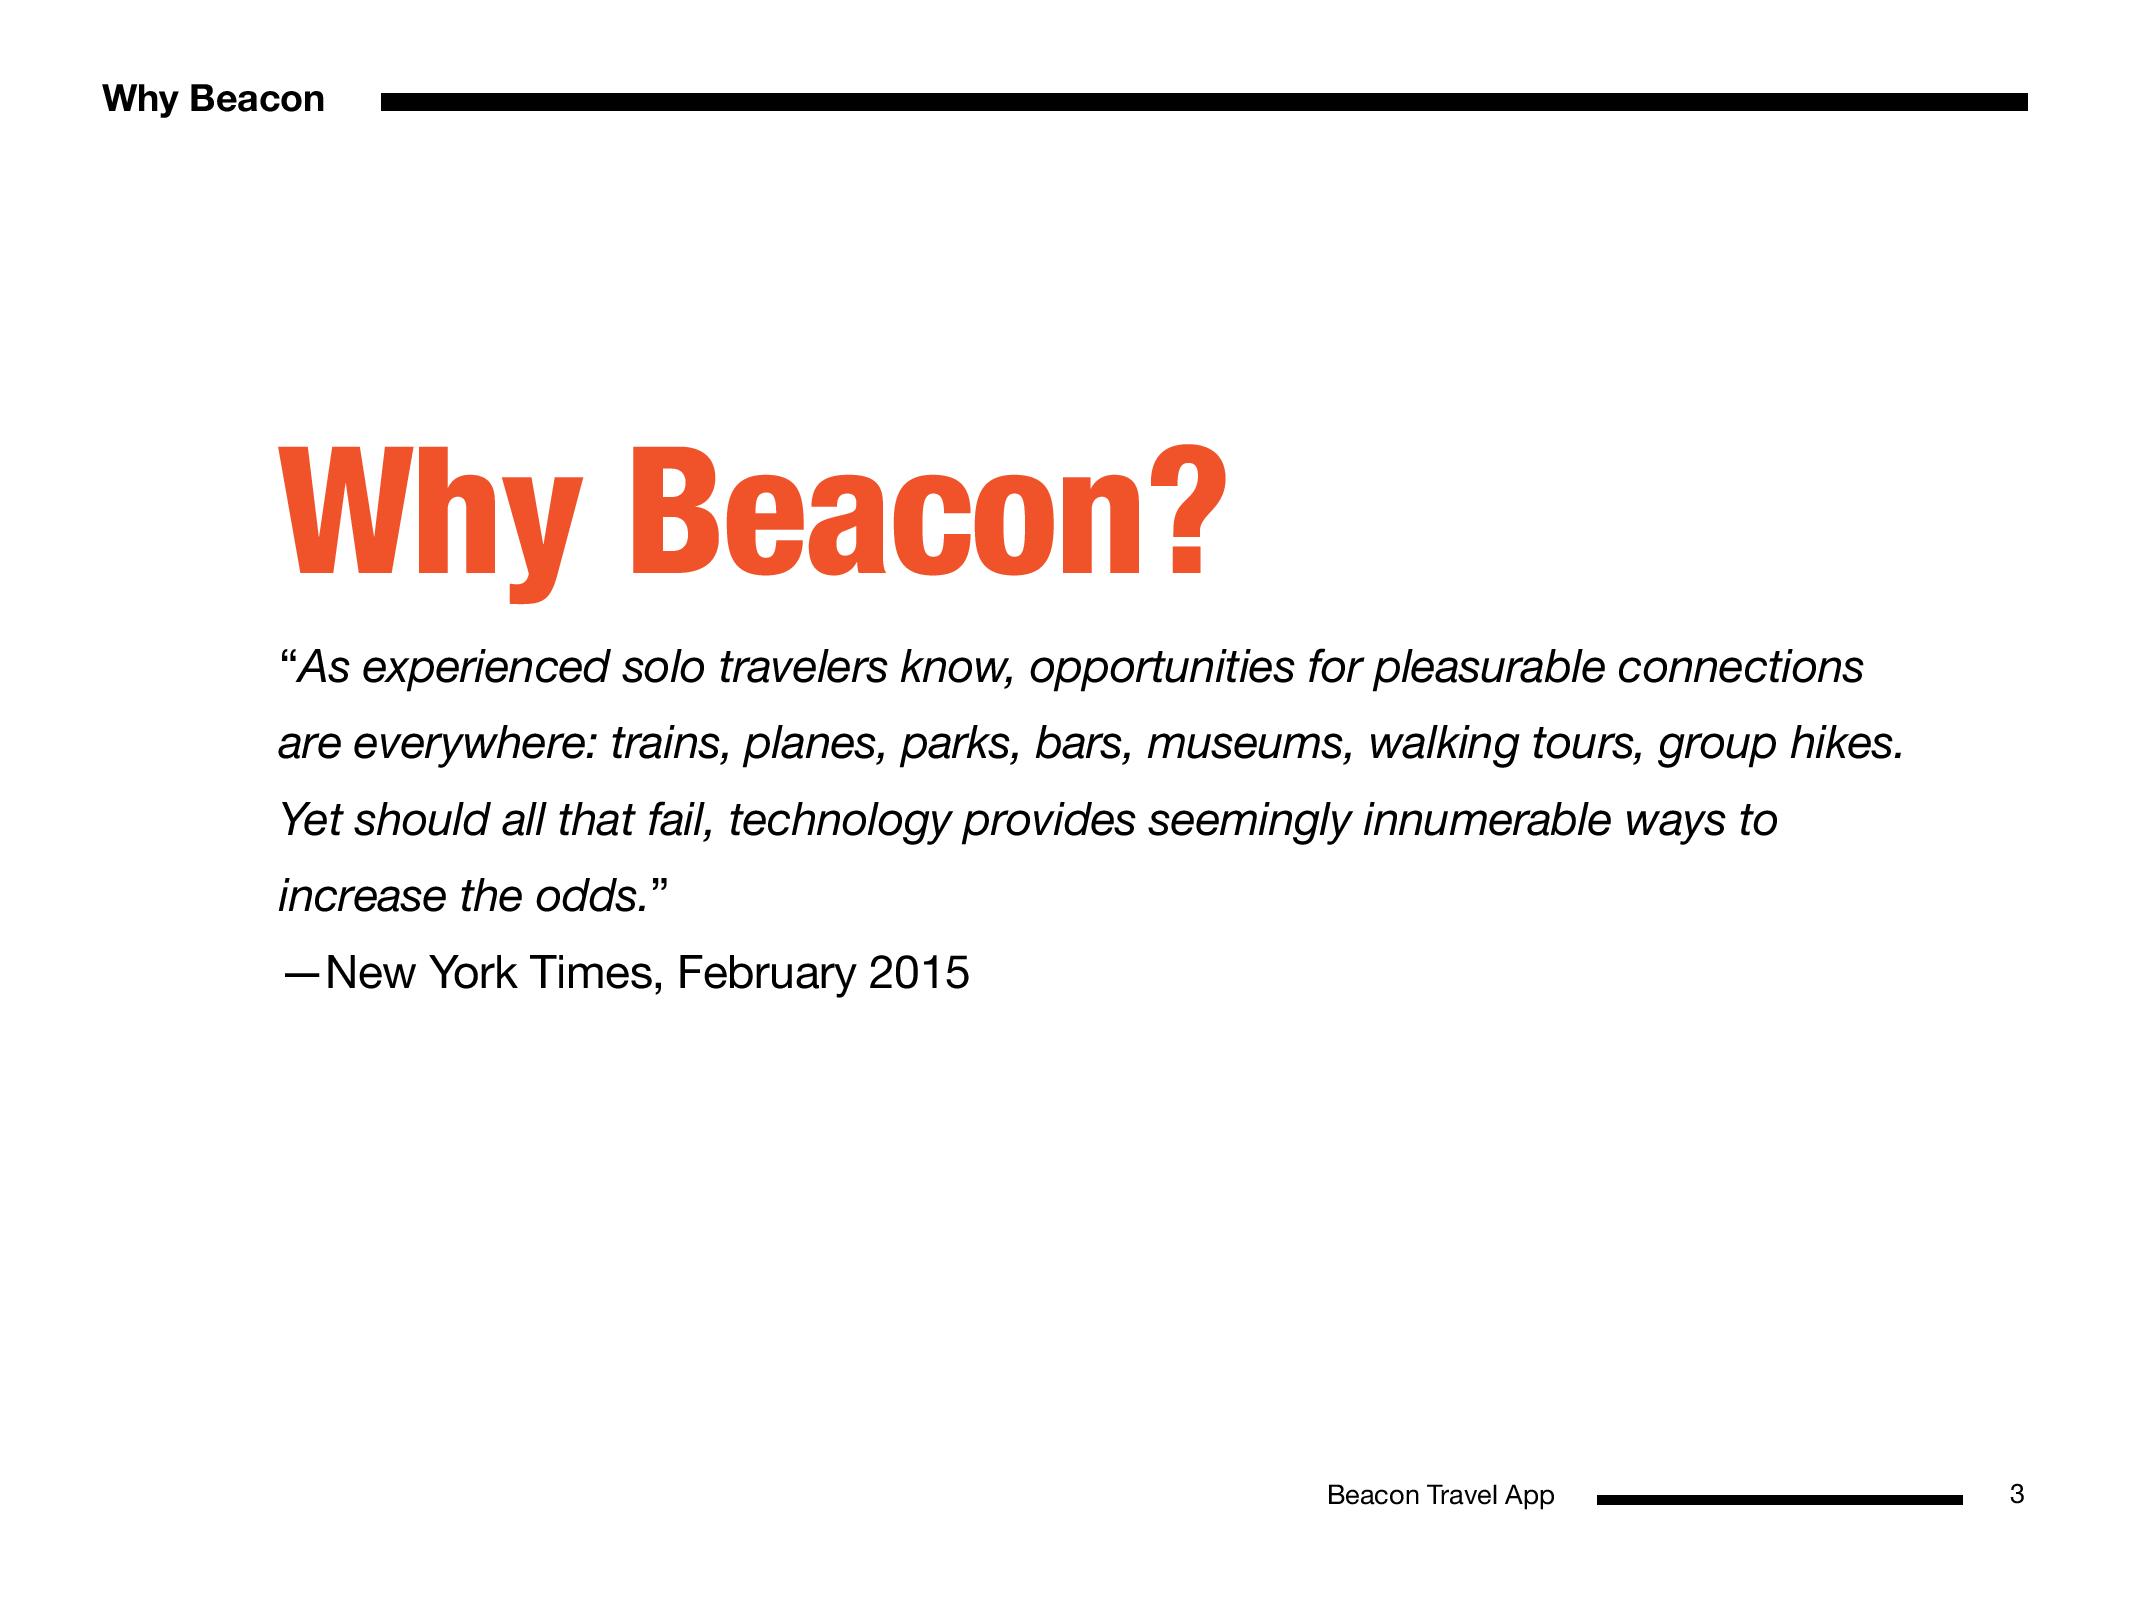 Why Beacon
Why Beacon?
“As experienced solo travelers know, opportunities for pleasurable connections
are everywhere: trains, planes, parks, bars, museums, walking tours, group hikes.
Yet should all that fail, technology provides seemingly innumerable ways to
increase the odds.”
—New York Times, February 2015
Beacon Travel App 3